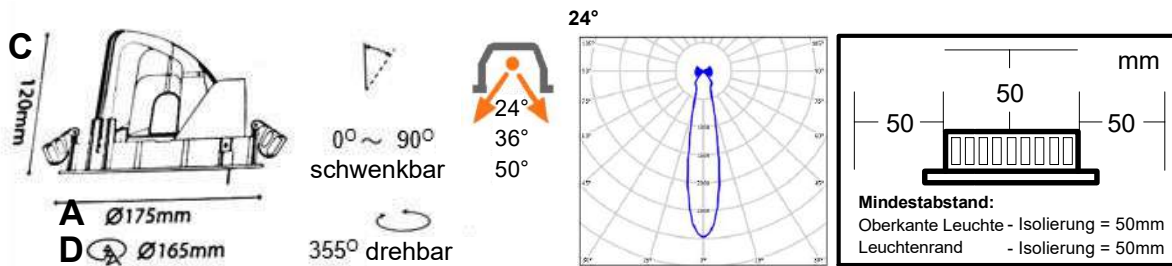 C
120mm
A
Ø175mm
D
Ø165mm
0° ~ 90°
schwenkbar
355° drehbar
24°
36°
50°
24°
mm
50
50
50
Mindestabstand:
Oberkante Leuchte - Isolierung = 50mm
Leuchtenrand - Isolierung = 50mm